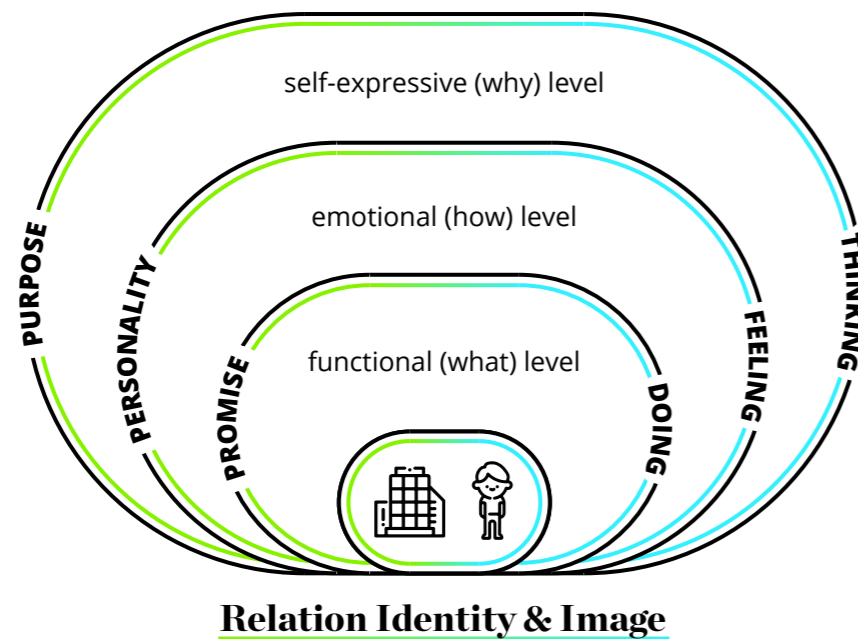 self-expressive (why) level
emotional (how) level
functional (what) level
PURPOSE
PERSONALITY
PROMISE
DOING
FEELING
THINKING
Relation Identity & Image